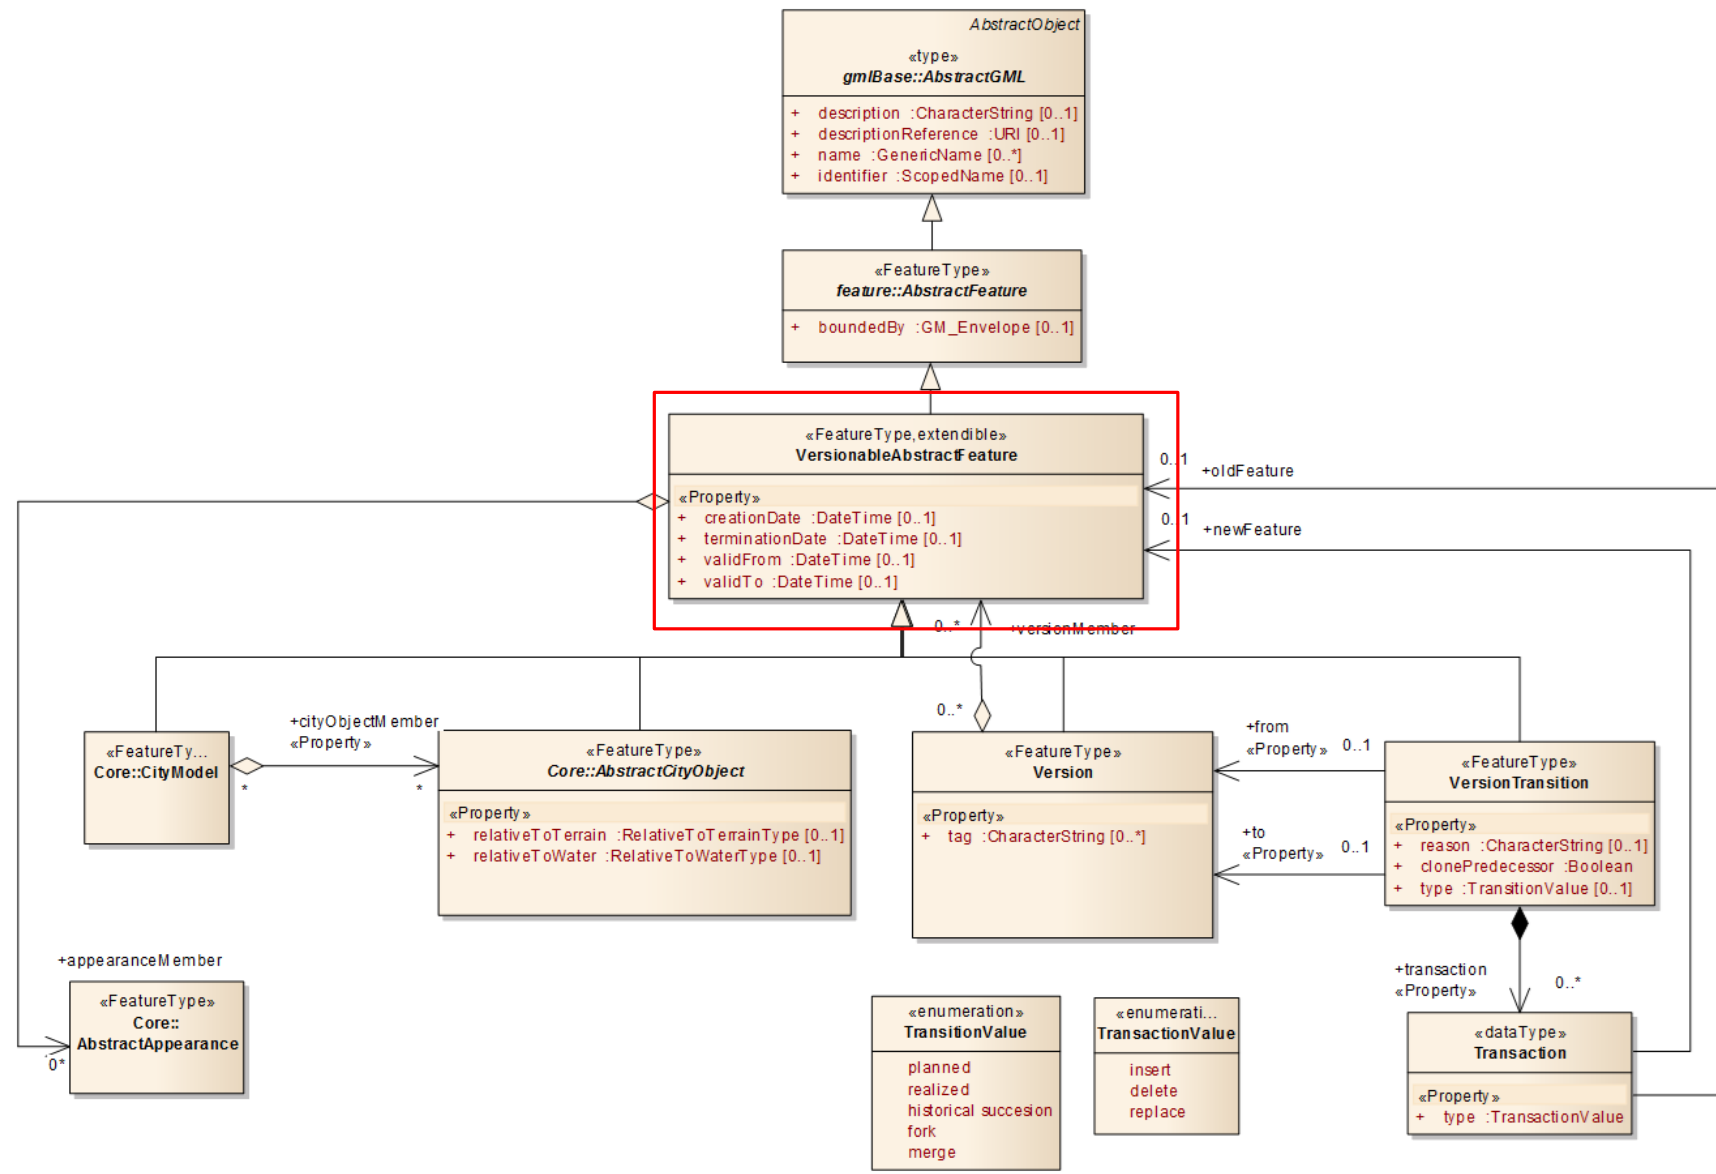 AbstractObject
«type»
gmlBase::AbstractGML
+ description :CharacterString [0..1]
+ descriptionReference :URI [0..1]
+ name :GenericName [0..*]
+ identifier :ScopedName [0..1]
«FeatureType»
feature::AbstractFeature
+ boundedBy :GM_Envelope [0..1]
«FeatureType,extendible»
VersionableAbstractFeature
«Property»
+ creationDate :DateTime [0..1]
+ terminationDate :DateTime [0..1]
+ validFrom :DateTime [0..1]
+ validTo :DateTime [0..1]
0..1
+oldFeature
0..1
+newFeature
0..*
+versionMember
0..*
+cityObjectMember
«Property»
*
*
«FeatureTy...
Core::CityModel
«FeatureType»
Core::AbstractCityObject
«Property»
+ relativeToTerrain :RelativeToTerrainType [0..1]
+ relativeToWater :RelativeToWaterType [0..1]
«FeatureType»
Version
«Property»
+ tag :CharacterString [0..*]
+from
«Property» 0..1
+to
«Property» 0..1
«FeatureType»
VersionTransition
«Property»
+ reason :CharacterString [0..1]
+ clonePredecessor :Boolean
+ type :TransitionValue [0..1]
+appearanceMember
0*
«FeatureType»
Core::
AbstractAppearance
«enumeration»
TransitionValue
planned
realized
historical succesion
fork
merge
«enumerati...
TransactionValue
insert
delete
replace
+transaction
«Property»
0..*
«dataType»
Transaction
«Property»
+ type :TransactionValue